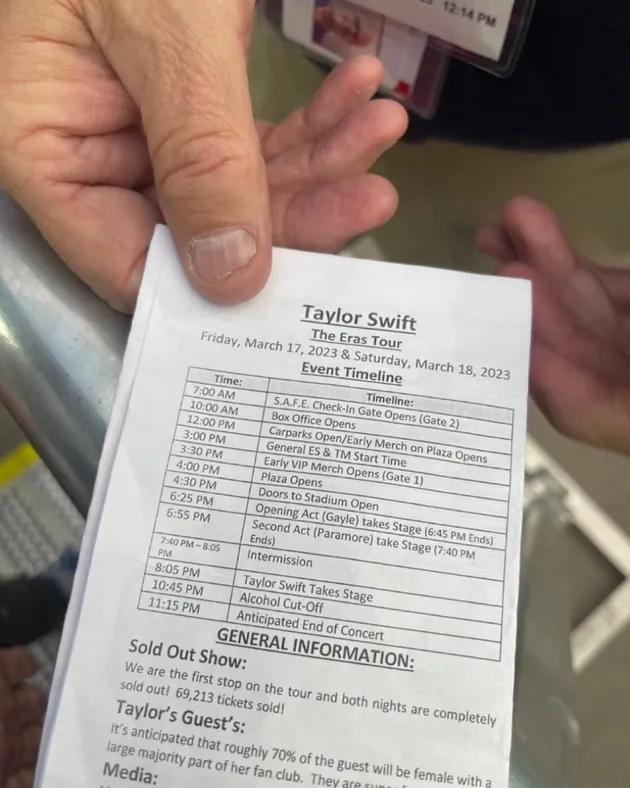 12:14 PM
Taylor Swift
The Eras Tour
Friday, March 17, 2023 & Saturday, March 18, 2023
Event Timeline
Time: Timeline:
7:00 AM S.A.F.E. Check-In Gate Opens (Gate 2)
10:00 AM Box Office Opens
12:00 PM Carparks Open/Early Merch on Plaza Opens
3:00 PM General ES & TM Start Time
3:30 PM Early VIP Merch Opens (Gate 1)
4:00 PM Plaza Opens
4:30 PM Doors to Stadium Open
6:25 PM Opening Act (Gayle) takes Stage (6:45 PM Ends)
6:55 PM Second Act (Paramore) take Stage (7:40 PM
Ends)
7:40 PM – 8:05
PM Intermission
8:05 PM Taylor Swift Takes Stage
10:45 PM Alcohol Cut-Off
11:15 PM Anticipated End of Concert
GENERAL INFORMATION:
Sold Out Show:
We are the first stop on the tour and both nights are completely
sold out! 69,213 tickets sold!
Taylor's Guest's:
It's anticipated that roughly 70% of the guest will be female with a
large majority part of her fan club. They are
Media: